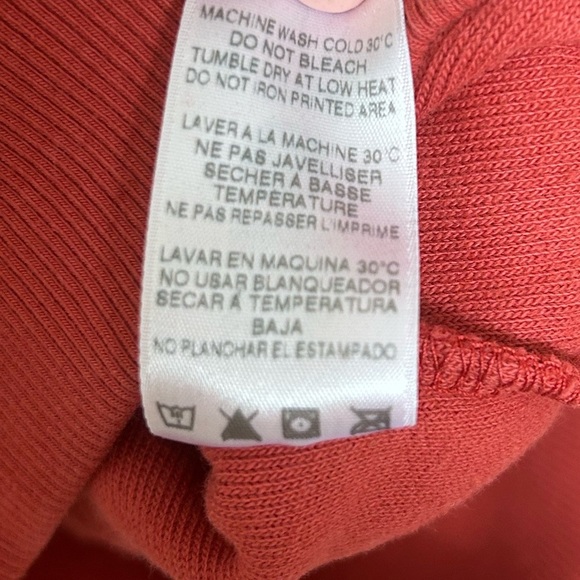 MACHINE WASH COLD 30°C
DO NOT BLEACH
TUMBLE DRY AT LOW HEAT
DO NOT IRON PRINTED AREA
LAVER A LA MACHINE 30°C
NE PAS JAVELLISER
SECHER A BASSE
TEMPERATURE
NE PAS REPASSER L'IMPRIME
LAVAR EN MAQUINA 30°C
NO USAR BLANQUEADOR
SECAR A TEMPERATURA
BAJA
NO PLANCHAR EL ESTAMPADO